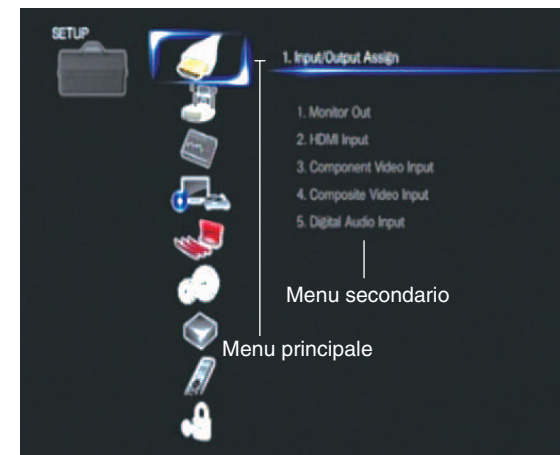 SETUP
1. Input/Output Assign
1. Monitor Out
2. HDMI Input
3. Component Video Input
4. Composite Video Input
5. Digital Audio Input
Menu secondario
Menu principale